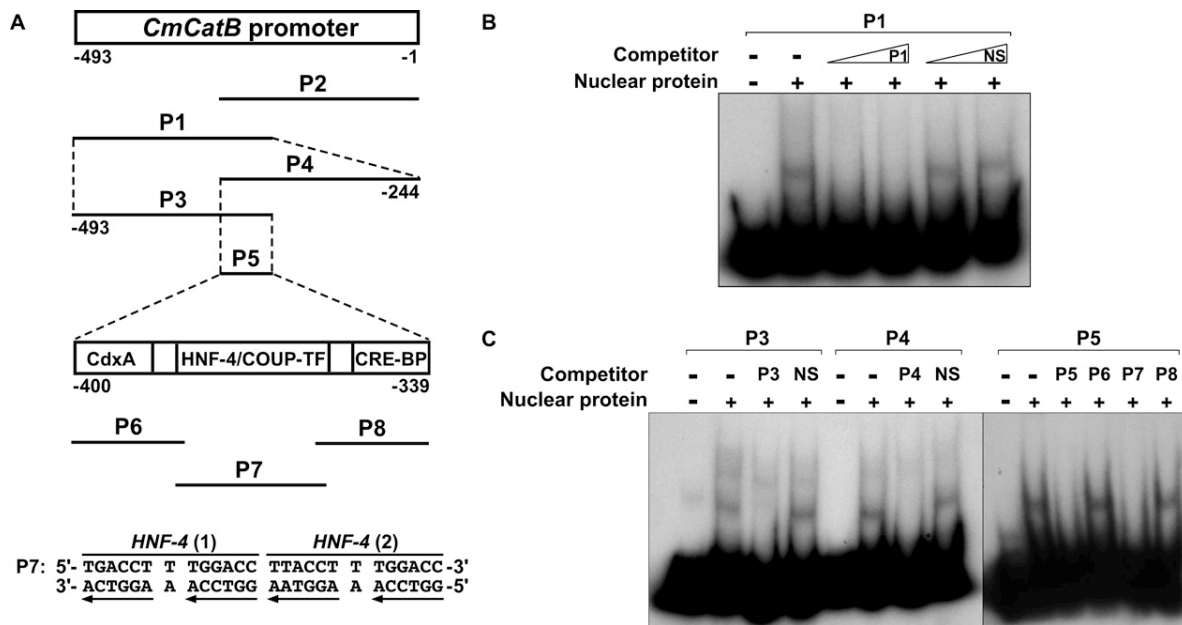 A
CmCatB promoter
-493 -1
P2
P1
P4
-244
P3
-493
P5
CdxA HNF-4/COUP-TF CRE-BP
-400 -339
P6 P8
P7
HNF-4 (1) HNF-4 (2)
P7: 5'- TGACCT T TGGACC TTACCT T TGGACC -3'
3'- ACTGGA A ACCTGG AATGGA A ACCTGG -5'
B
P1
Competitor - - P1 NS
Nuclear protein - + + + + +
C
P3 P4 P5
Competitor - - P3 NS - - P4 NS - - P5 P6 P7 P8
Nuclear protein - + + + - + + + - + + + + +